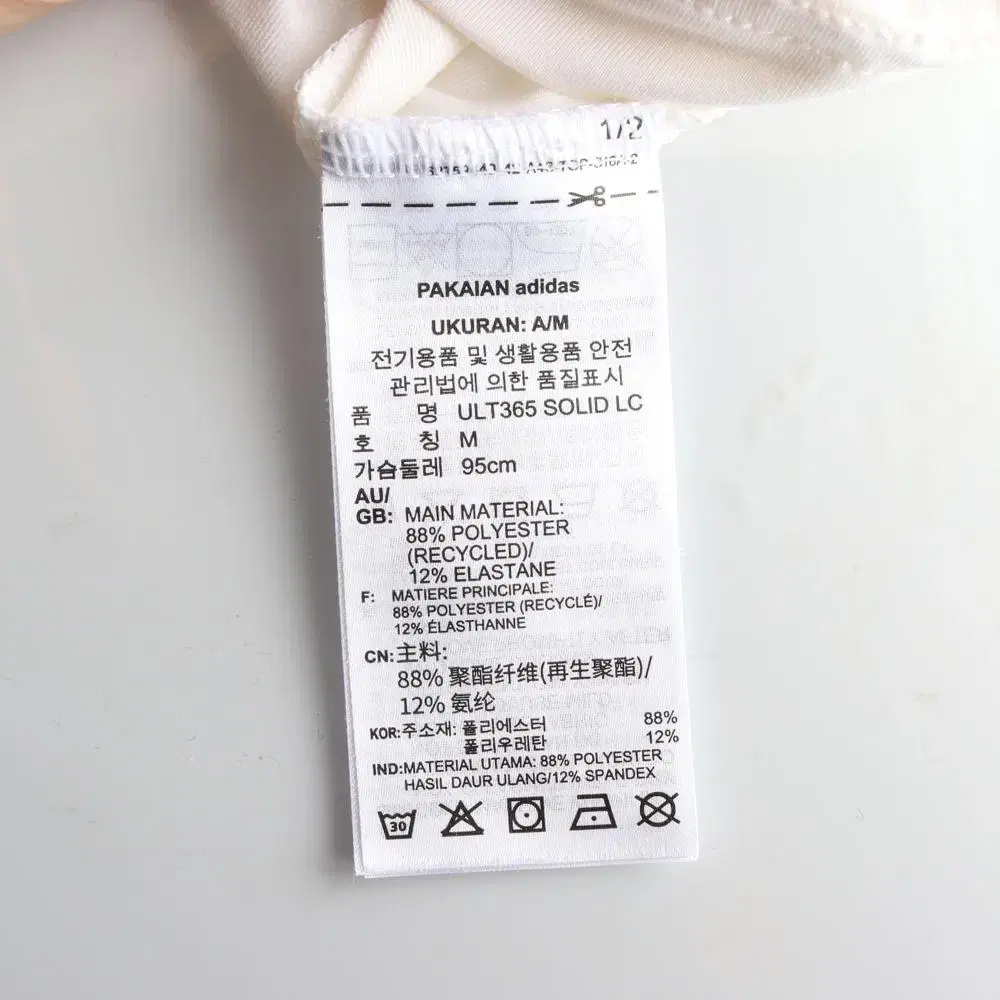 1/2
PAKAIAN adidas
UKURAN: A/M
전기용품 및 생활용품 안전
관리법에 의한 품질표시
품 명 ULT365 SOLID LC
호 칭 M
가슴둘레 95cm
AU/
GB: MAIN MATERIAL:
88% POLYESTER
(RECYCLED)/
12% ELASTANE
F: MATIERE PRINCIPALE:
88% POLYESTER (RECYCLÉ)/
12% ÉLASTHANNE
CN:主料:
88% 聚酯纤维(再生聚酯)/
12% 氨纶
KOR:주소재: 폴리에스터 88%
폴리우레탄 12%
IND:MATERIAL UTAMA: 88% POLYESTER
HASIL DAUR ULANG/12% SPANDEX
30